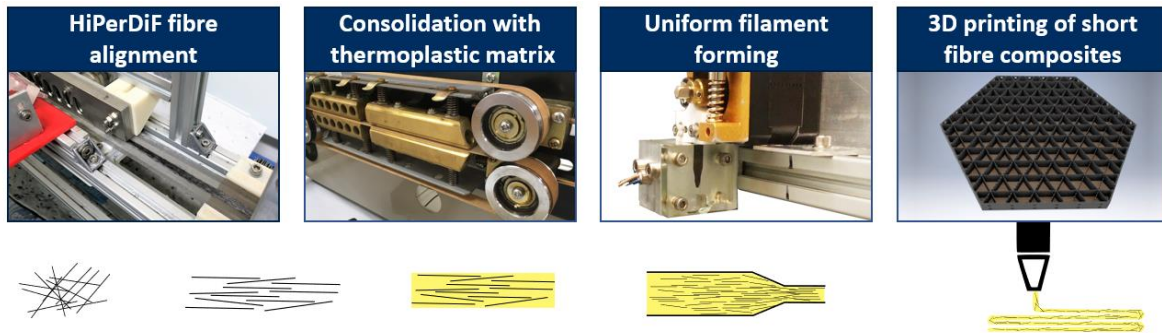 HiPerDiF fibre
alignment
Consolidation with
thermoplastic matrix
Uniform filament
forming
3D printing of short
fibre composites